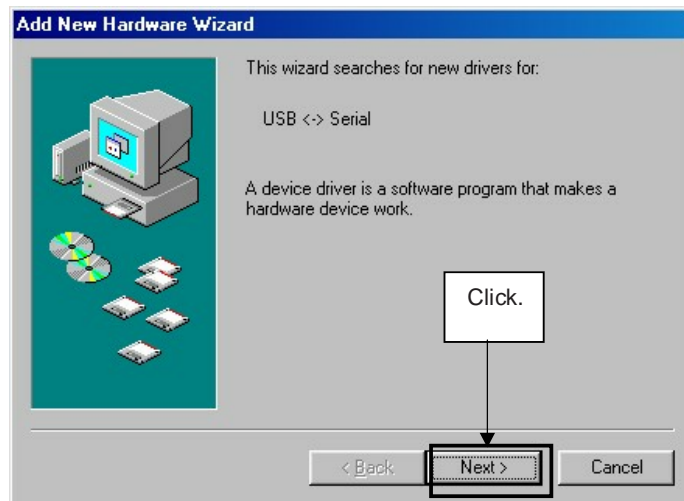 Add New Hardware Wizard
This wizard searches for new drivers for:
USB <-> Serial
A device driver is a software program that makes a
hardware device work.
Click.
< Back
Next >
Cancel